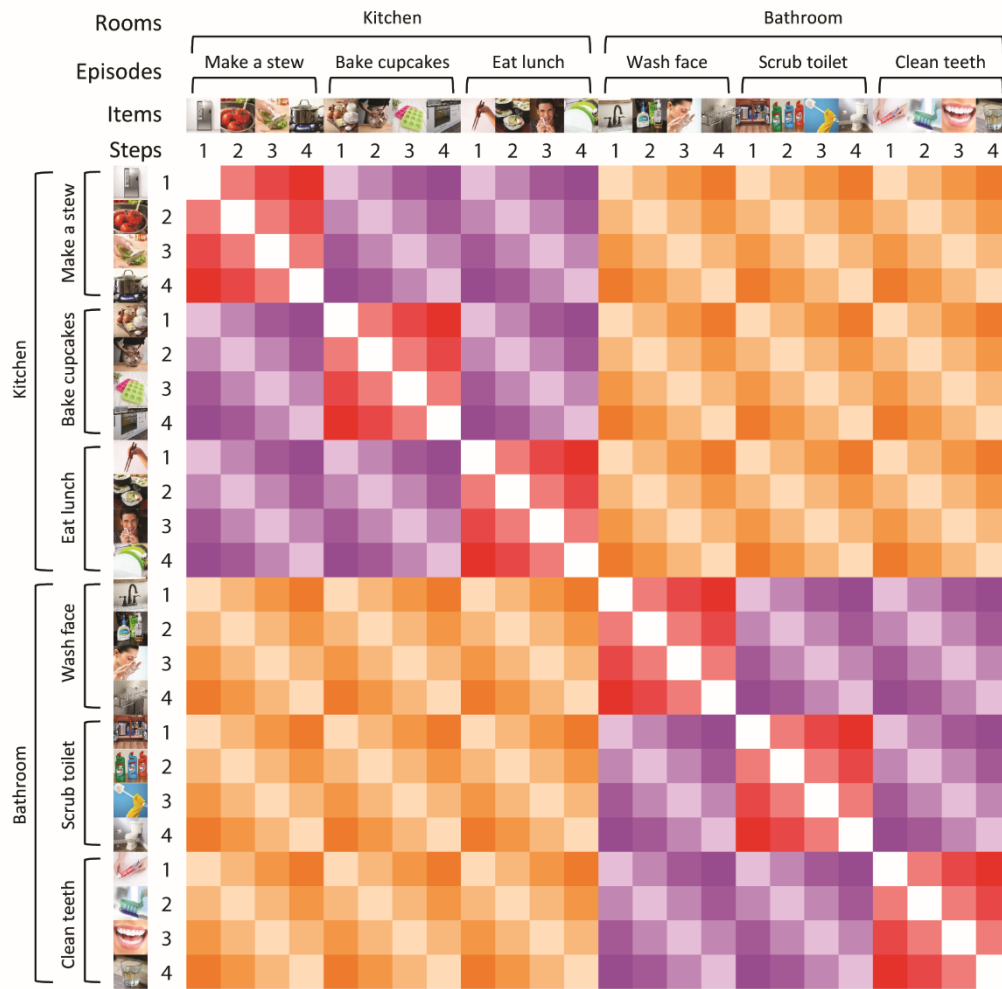 Rooms Kitchen Bathroom
Episodes Make a stew Bake cupcakes Eat lunch Wash face Scrub toilet Clean teeth
Items
Steps 1 2 3 4 1 2 3 4 1 2 3 4 1 2 3 4 1 2 3 4 1 2 3 4
Kitchen
Make a stew
1
2
3
4
Bake cupcakes
1
2
3
4
Eat lunch
1
2
3
4
Bathroom
Wash face
1
2
3
4
Scrub toilet
1
2
3
4
Clean teeth
1
2
3
4